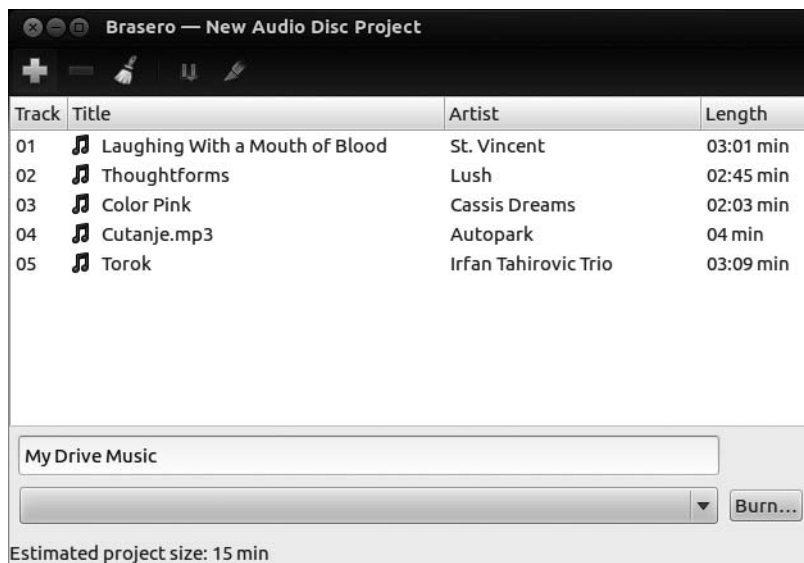 Brasero — New Audio Disc Project
Track Title Artist Length
01 Laughing With a Mouth of Blood St. Vincent 03:01 min
02 Thoughtforms Lush 02:45 min
03 Color Pink Cassis Dreams 02:03 min
04 Cutanje.mp3 Autopark 04 min
05 Torok Irfan Tahirovic Trio 03:09 min
My Drive Music
Burn...
Estimated project size: 15 min